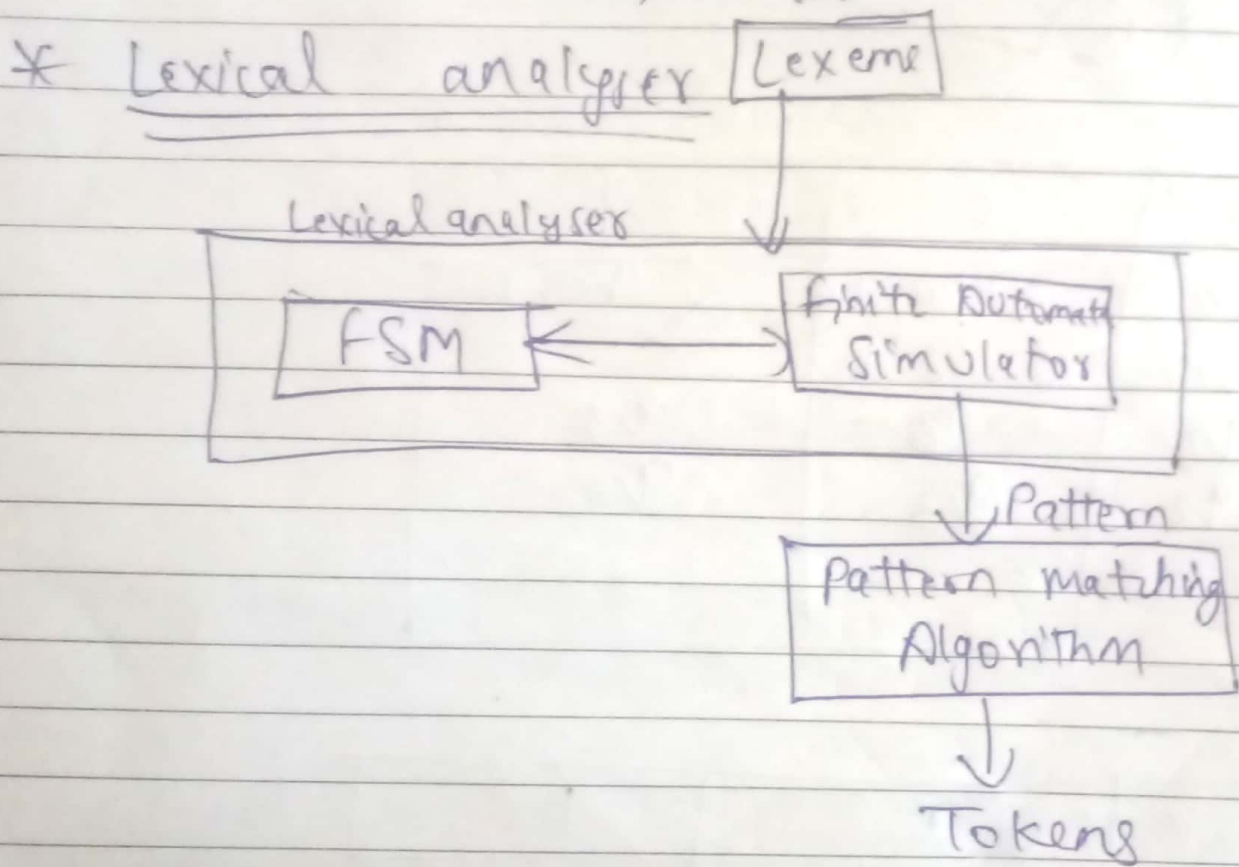 * Lexical analyser
Lexeme
Lexical analyser
FSM
Finite Automata
Simulator
Pattern
Pattern matching
Algorithm
Tokens